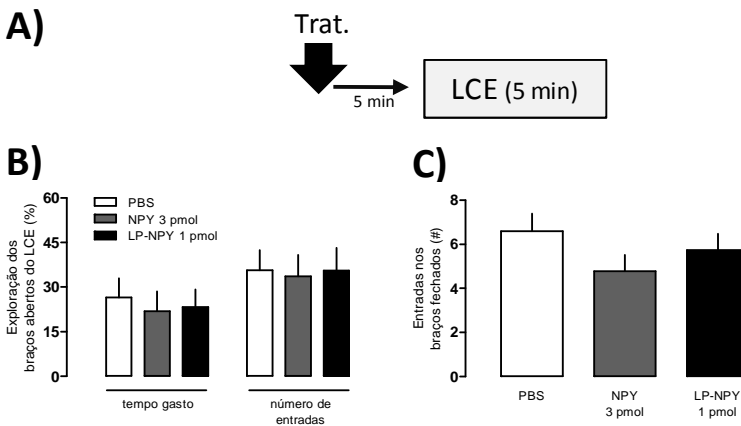 A)
Trat.
5 min
LCE (5 min)
B)
Exploração dos
braços abertos do LCE (%)
60
45
30
15
0
PBS
NPY 3 pmol
LP-NPY 1 pmol
tempo gasto
número de
entradas
C)
Entradas nos
braços fechados (#)
8
6
4
2
0
PBS
NPY
3 pmol
LP-NPY
1 pmol